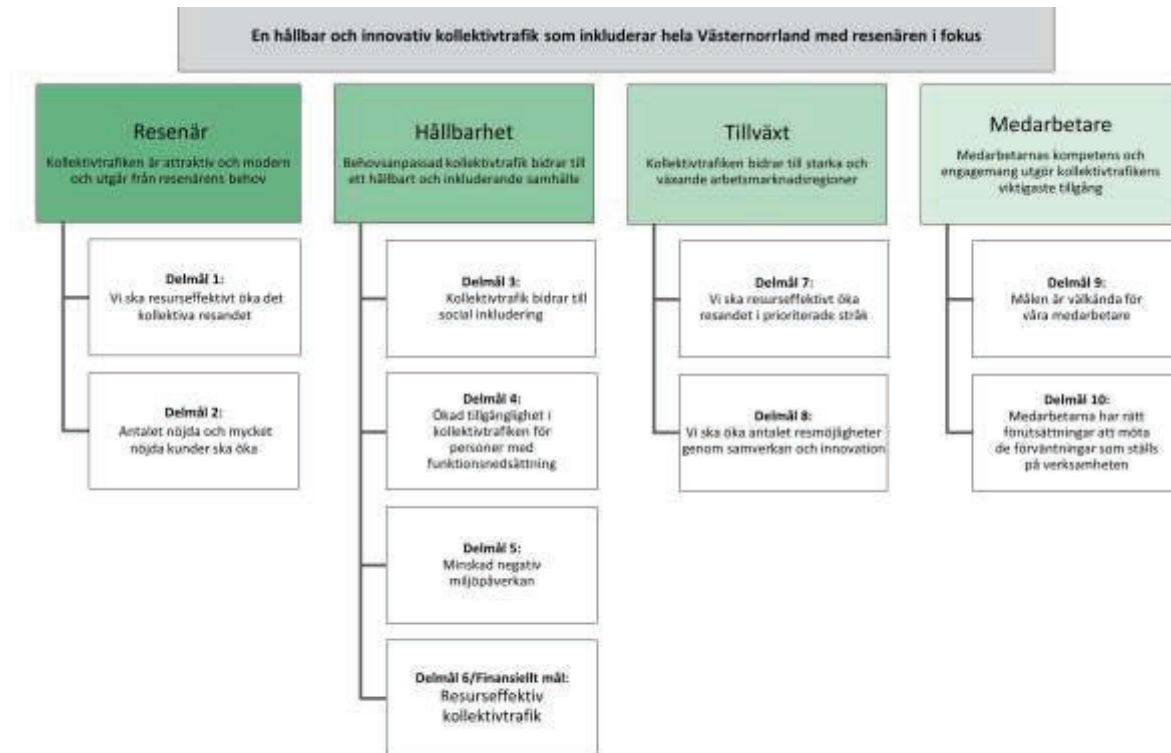 En hållbar och innovativ kollektivtrafik som inkluderar hela Västernorrland med resenären i fokus
Resenär
Kollektivtrafiken är attraktiv och modern
och utgår från resenärens behov
Delmål 1:
Vi ska resurseffektivt öka det
kollektiva resandet
Delmål 2:
Antalet nöjda och mycket
nöjda kunder ska öka
Hållbarhet
Behovsanpassad kollektivtrafik bidrar till
ett hållbart och inkluderande samhälle
Delmål 3:
Kollektivtrafik bidrar till
social inkludering
Delmål 4:
Ökad tillgänglighet i
kollektivtrafiken för
personer med
funktionsnedsättning
Delmål 5:
Minskad negativ
miljöpåverkan
Delmål 6/Finansiellt mål:
Resurseffektiv
kollektivtrafik
Tillväxt
Kollektivtrafiken bidrar till starka och
växande arbetsmarknadsregioner
Delmål 7:
Vi ska resurseffektivt öka
resandet i prioriterade stråk
Delmål 8:
Vi ska öka antalet resmöjligheter
genom samverkan och innovation
Medarbetare
Medarbetarnas kompetens och
engagemang utgör kollektivtrafikens
viktigaste tillgång
Delmål 9:
Målen är välkända för
våra medarbetare
Delmål 10:
Medarbetarna har rätt
förutsättningar att möta
de förväntningar som ställs
på verksamheten